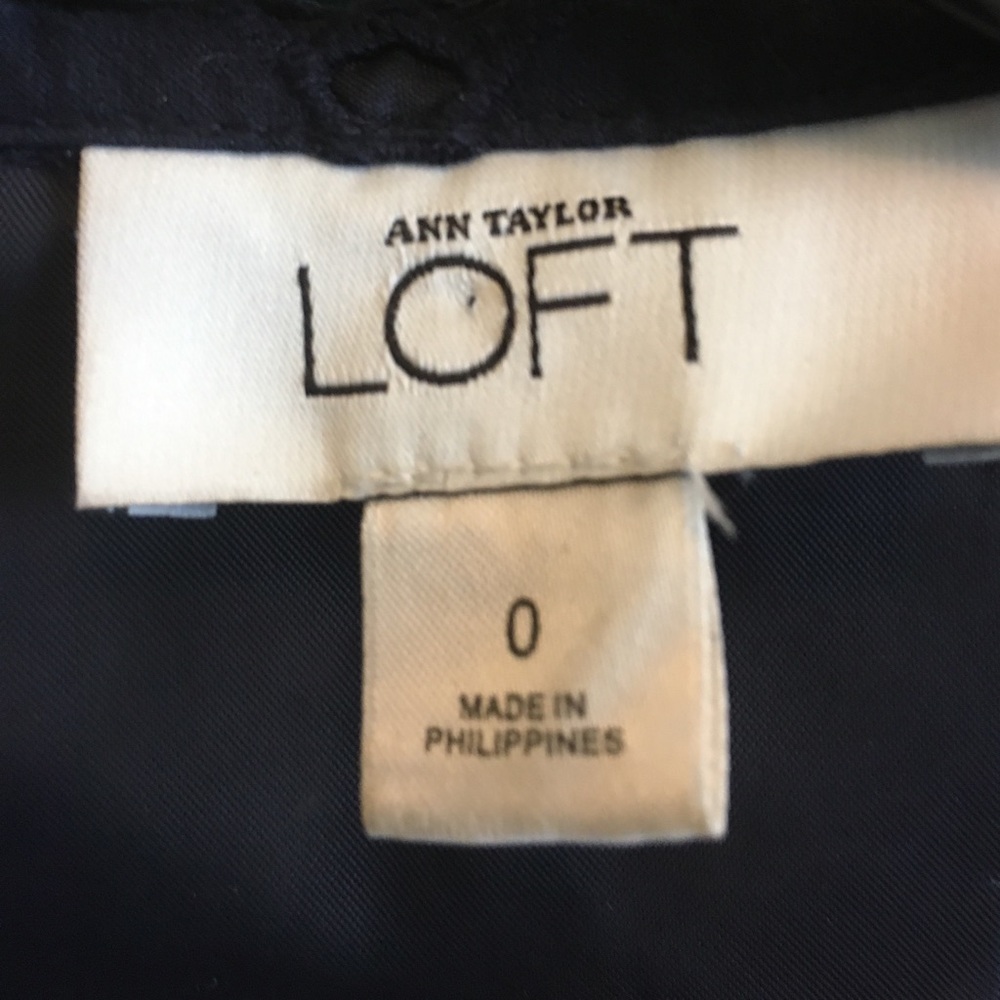 ANN TAYLOR
LOFT
0
MADE IN
PHILIPPINES